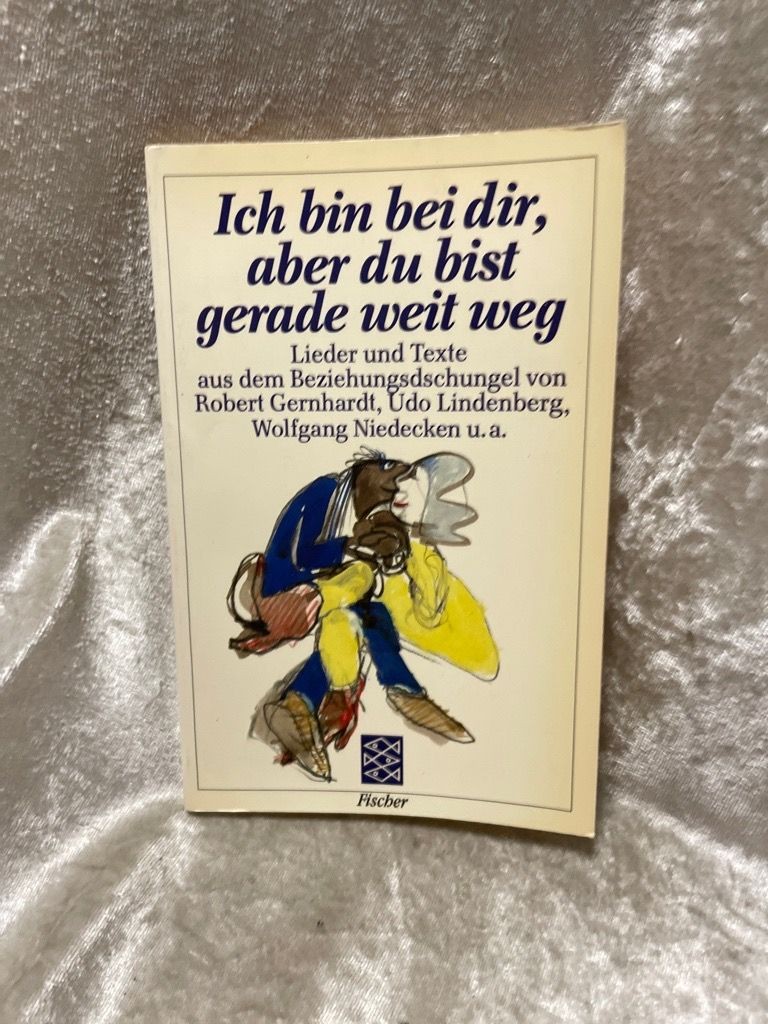 Ich bin bei dir,
aber du bist
gerade weit weg
Lieder und Texte
aus dem Beziehungsdschungel von
Robert Gernhardt, Udo Lindenberg,
Wolfgang Niedecken u. a.
Fischer